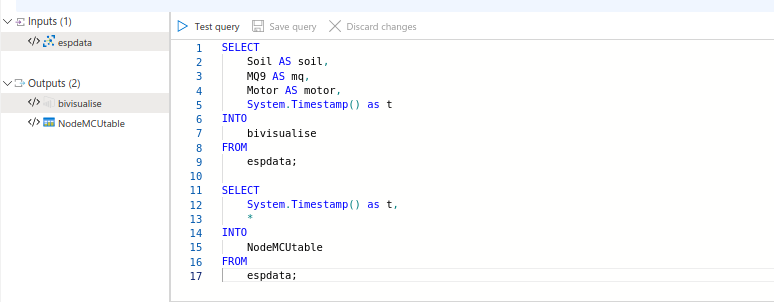 Inputs (1)
espdata
Outputs (2)
bivisualise
NodeMCUtable
Test query
Save query
Discard changes
1 SELECT
2 Soil AS soil,
3 MQ9 AS mq,
4 Motor AS motor,
5 System.Timestamp() as t
6 INTO
7 bivisualise
8 FROM
9 espdata;
10
11 SELECT
12 System.Timestamp() as t,
13 *
14 INTO
15 NodeMCUtable
16 FROM
17 espdata;